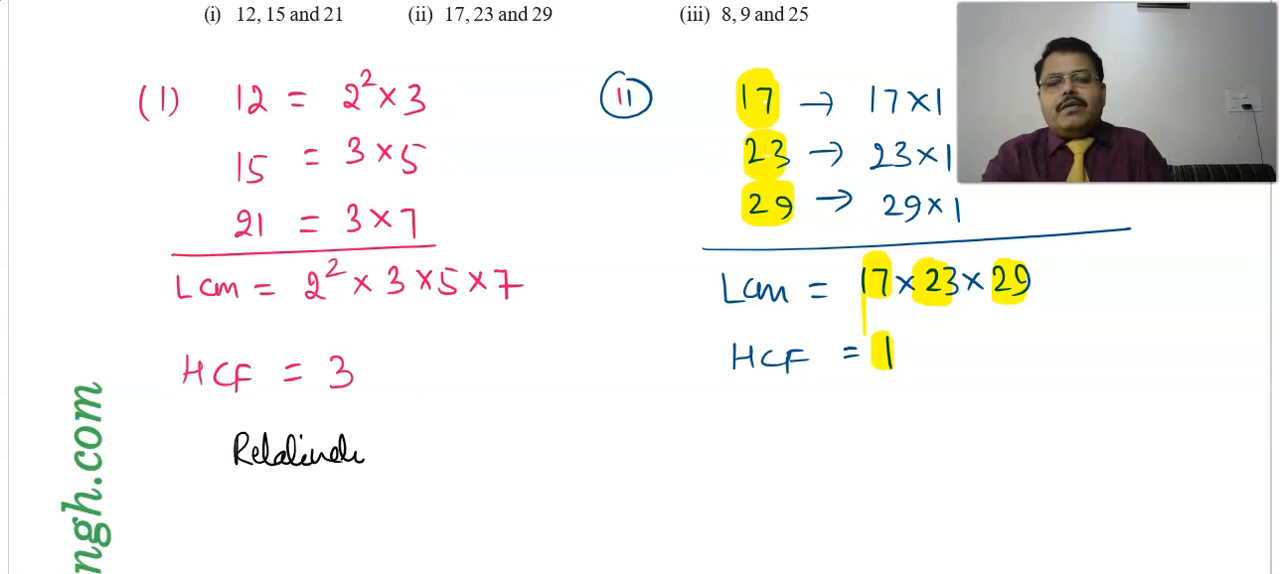 (i) 12, 15 and 21 (ii) 17, 23 and 29 (iii) 8, 9 and 25
(1) 12 = 2² × 3
15 = 3 × 5
21 = 3 × 7
Lcm = 2² × 3 × 5 × 7
HCF = 3
11 17 → 17 × 1
23 → 23 × 1
29 → 29 × 1
Lcm = 17 × 23 × 29
HCF = 1
ngh.com